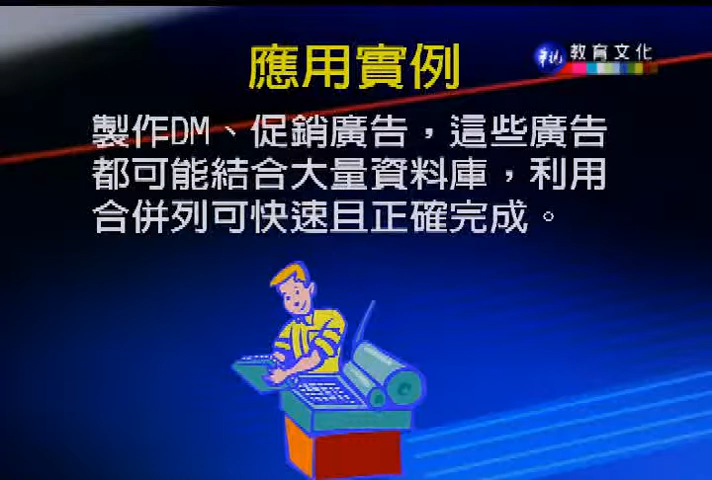 應用實例
教育文化
製作DM、促銷廣告，這些廣告
都可能結合大量資料庫，利用
合併列可快速且正確完成。